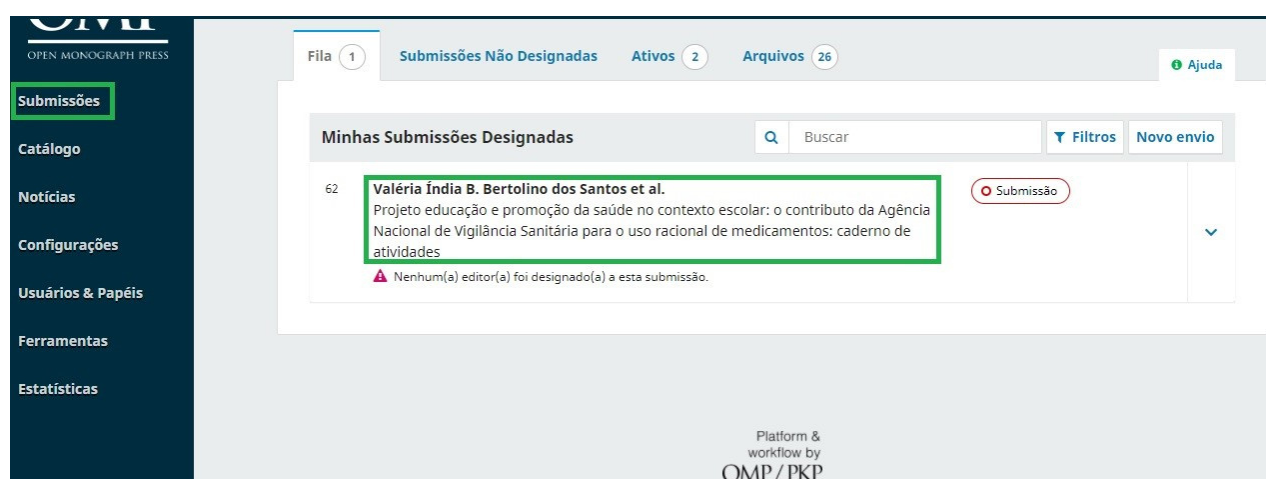 OMP
OPEN MONOGRAPH PRESS
Submissões
Catálogo
Notícias
Configurações
Usuários & Papéis
Ferramentas
Estatísticas
Fila 1
Submissões Não Designadas
Ativos 2
Arquivos 26
Ajuda
Minhas Submissões Designadas
Buscar
Filtros
Novo envio
62
Valéria Índia B. Bertolino dos Santos et al.
Projeto educação e promoção da saúde no contexto escolar: o contributo da Agência
Nacional de Vigilância Sanitária para o uso racional de medicamentos: caderno de
atividades
Nenhum(a) editor(a) foi designado(a) a esta submissão.
Submissão
Platform &
workflow by
OMP / PKP